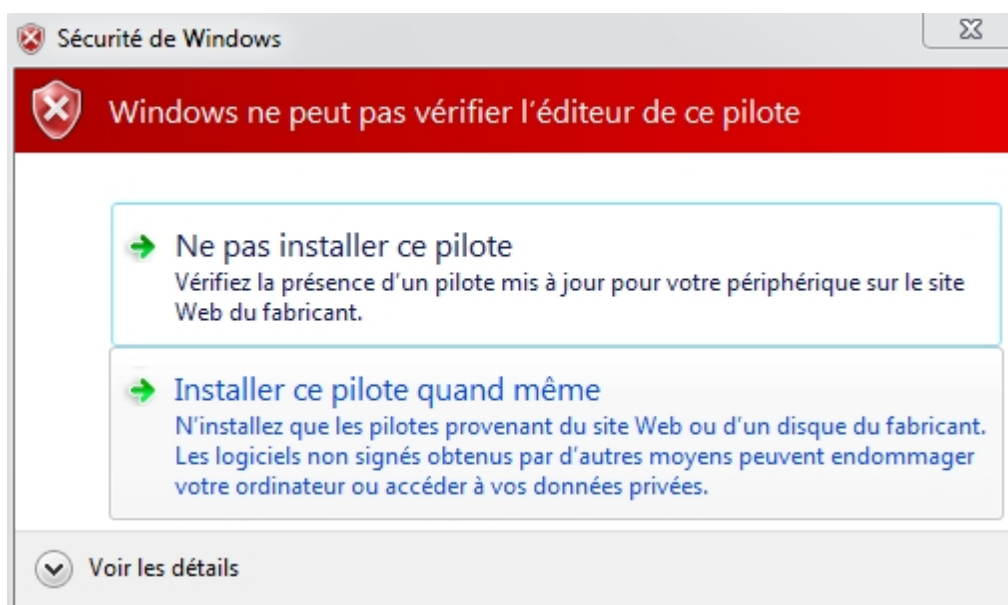 Sécurité de Windows
Windows ne peut pas vérifier l’éditeur de ce pilote
Ne pas installer ce pilote
Vérifiez la présence d’un pilote mis à jour pour votre périphérique sur le site
Web du fabricant.
Installer ce pilote quand même
N’installez que les pilotes provenant du site Web ou d’un disque du fabricant.
Les logiciels non signés obtenus par d’autres moyens peuvent endommager
votre ordinateur ou accéder à vos données privées.
Voir les détails